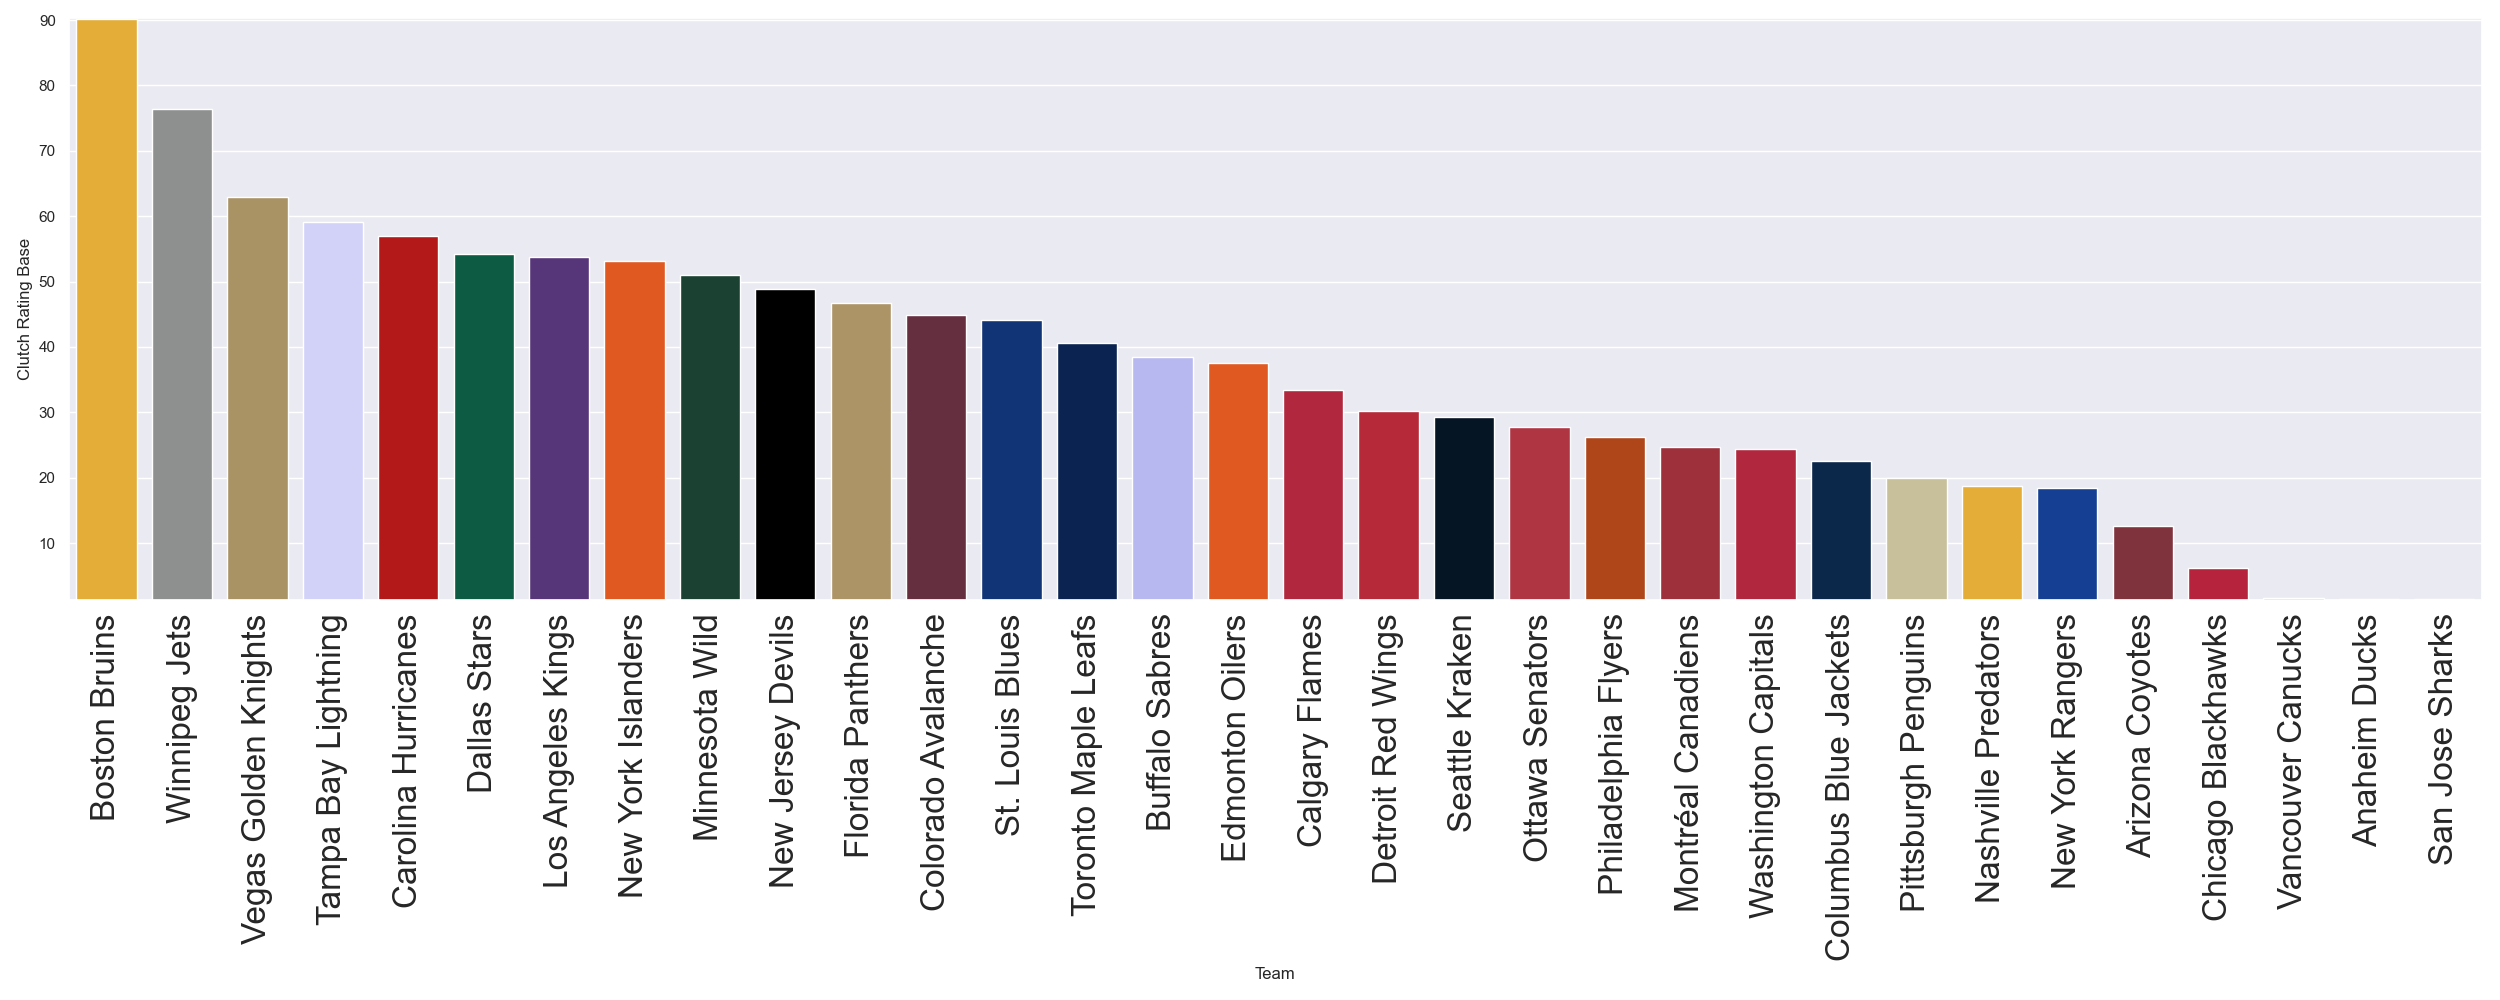 90
80
70
60
50
40
30
20
10
Clutch Rating Base
Boston Bruins
Winnipeg Jets
Vegas Golden Knights
Tampa Bay Lightning
Carolina Hurricanes
Dallas Stars
Los Angeles Kings
New York Islanders
Minnesota Wild
New Jersey Devils
Florida Panthers
Colorado Avalanche
St. Louis Blues
Toronto Maple Leafs
Buffalo Sabres
Edmonton Oilers
Calgary Flames
Detroit Red Wings
Seattle Kraken
Ottawa Senators
Philadelphia Flyers
Montréal Canadiens
Washington Capitals
Columbus Blue Jackets
Pittsburgh Penguins
Nashville Predators
New York Rangers
Arizona Coyotes
Chicago Blackhawks
Vancouver Canucks
Anaheim Ducks
San Jose Sharks
Team